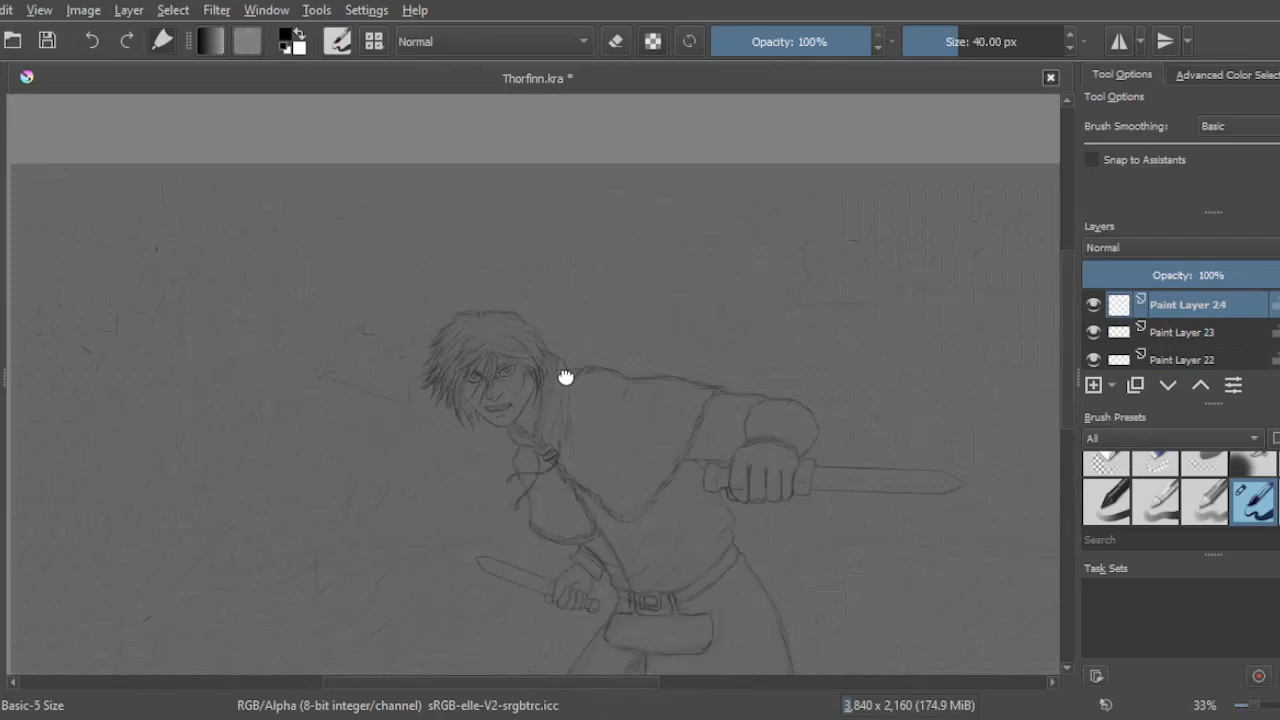 dit View Image Layer Select Filter Window Tools Settings Help
Normal Opacity: 100% Size: 40.00 px
Thorfinn.kra *
Tool Options Advanced Color Selec
Tool Options
Brush Smoothing: Basic
Snap to Assistants
Layers
Normal
Opacity: 100%
Paint Layer 24
Paint Layer 23
Paint Layer 22
Brush Presets
All
Search
Task Sets
Basic-5 Size RGB/Alpha (8-bit integer/channel) sRGB-elle-V2-srgbtrc.icc 3,840 x 2,160 (174.9 MiB) 33%